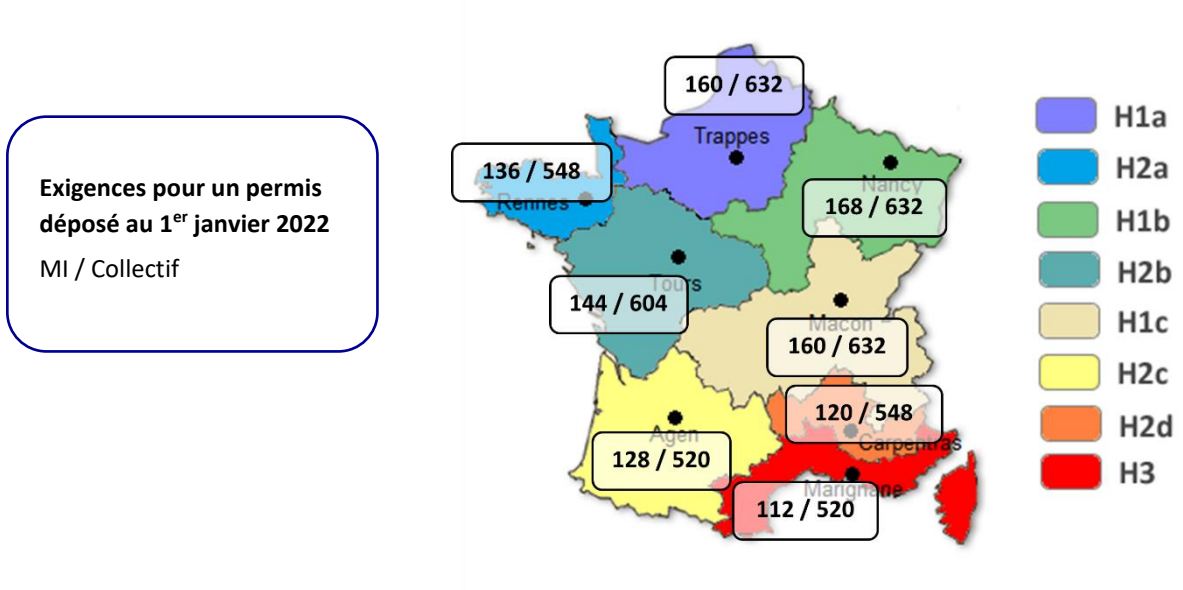 Exigences pour un permis
déposé au 1er janvier 2022
MI / Collectif
160 / 632
Trappes
136 / 548
Rennes
Nancy
168 / 632
Tours
144 / 604
Macon
160 / 632
120 / 548
Carpentras
Agen
128 / 520
Marignane
112 / 520
H1a
H2a
H1b
H2b
H1c
H2c
H2d
H3